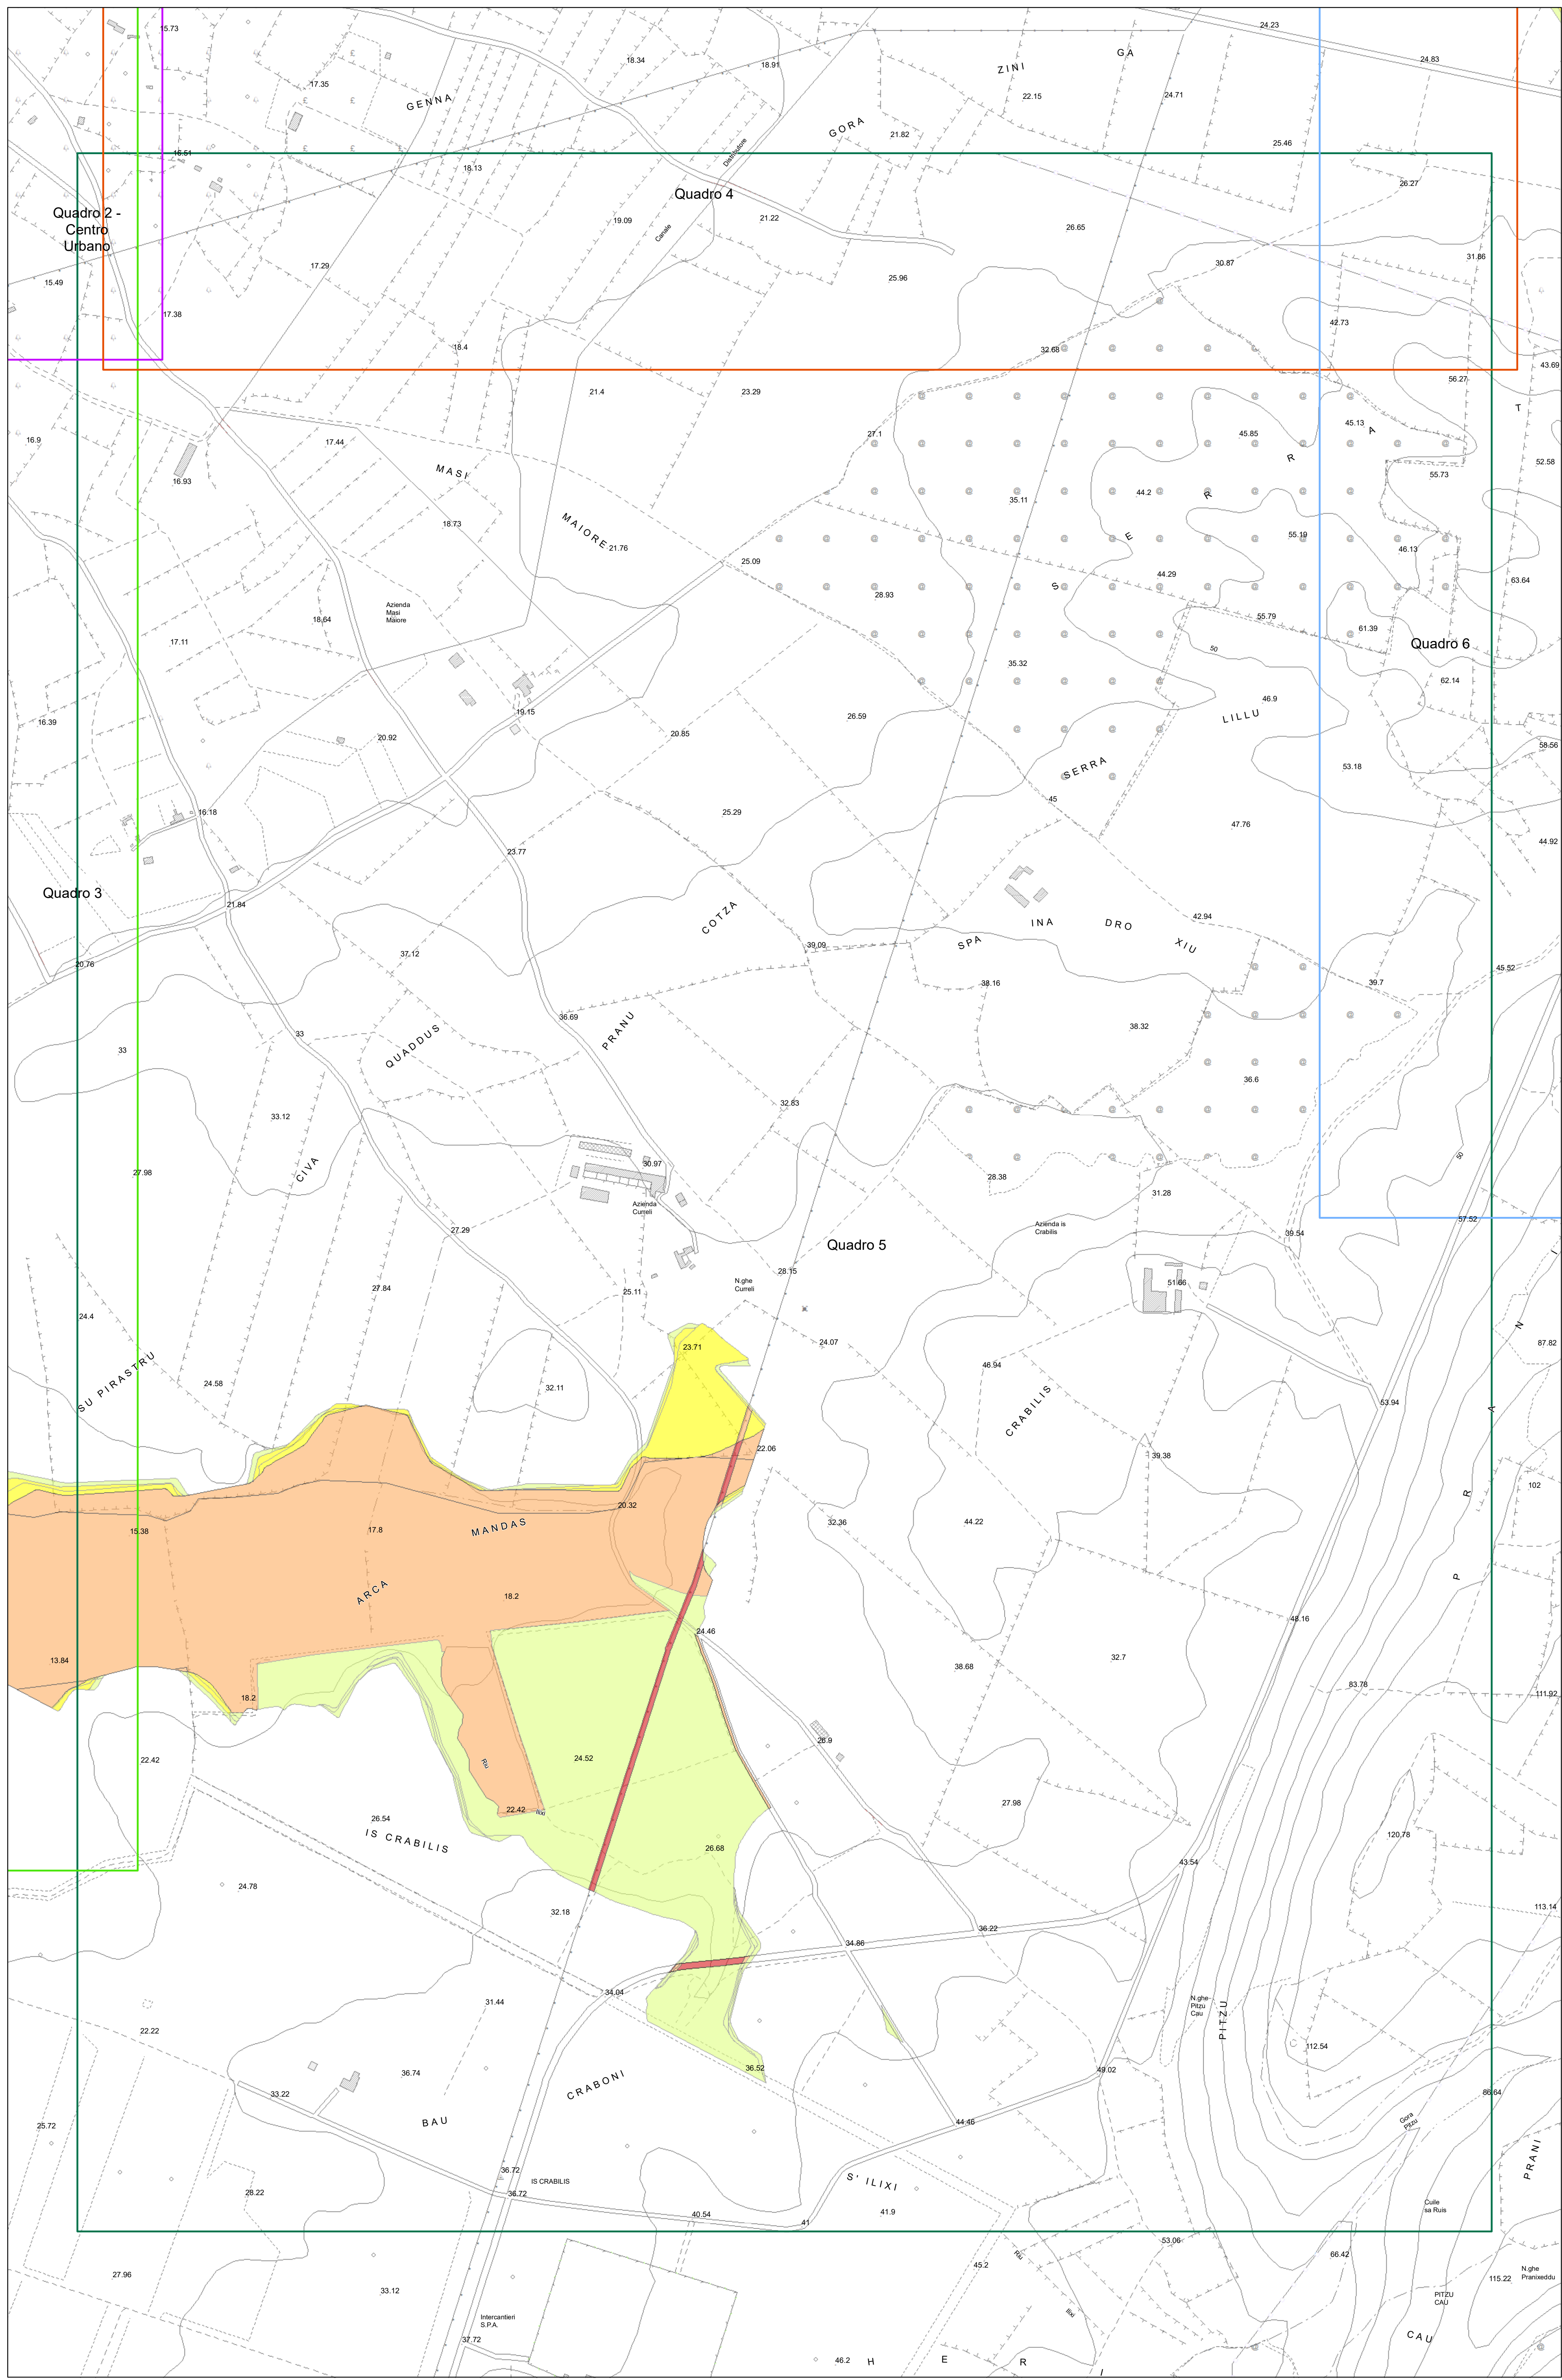 15.73
24.23
24.83
18.34
18.91
GA
ZINI
17.35
GENNA
22.15
24.71
GORA
21.82
25.46
16.51
Distributore
18.13
26.27
Quadro 4
Quadro 2 -
Centro
Urbano
19.09
21.22
26.65
Canale
31.86
30.87
17.29
15.49
25.96
17.38
42.73
18.4
32.68
43.69
56.27
21.4
23.29
T
45.13
A
45.85
27.1
16.9
17.44
R
52.58
MASI
55.73
16.93
44.2
R
35.11
18.73
MAIORE
21.76
E
55.19
46.13
25.09
44.29
63.64
S
28.93
Azienda
Masi
Maiore
18.64
55.79
61.39
17.11
Quadro 6
50
35.32
62.14
46.9
19.15
26.59
LILLU
16.39
20.92
20.85
58.56
53.18
SERRA
45
16.18
25.29
47.76
44.92
23.77
Quadro 3
21.84
COTZA
42.94
INA
DRO
SPA
XIU
39.09
37.12
20.76
45.52
38.16
39.7
36.69
PRANU
38.32
QUADDUS
33
33
36.6
32.83
33.12
50
CIVA
30.97
27.98
28.38
31.28
Azienda
Curreli
57.52
27.29
Azienda is
Crabilis
39.54
Quadro 5
I
28.15
N.ghe
Curreli
51.66
27.84
25.11
24.4
N
24.07
87.82
23.71
46.94
SU PIRASTRU
24.58
32.11
CRABILIS
53.94
A
22.06
39.38
102
R
20.32
15.38
17.8
MANDAS
32.36
44.22
P
ARCA
18.2
48.16
24.46
13.84
32.7
38.68
83.78
18.2
111.92
26.9
22.42
24.52
Riu
27.98
22.42
Ilixi
26.54
IS CRABILIS
120.78
26.68
43.54
24.78
113.14
32.18
36.22
34.86
34.04
31.44
N.ghe
Pitzu
Cau
PITZU
22.22
112.54
36.52
49.02
36.74
CRABONI
33.22
86.64
25.72
BAU
44.46
Gora
Pitzu
PRANI
36.72
IS CRABILIS
S' ILIXI
28.22
36.72
Cuile
sa Ruis
40.54
41.9
41
53.06
66.42
Riu
45.2
27.96
33.12
N.ghe
Pranixeddu
115.22
PITZU
CAU
Ilixi
Intercantieri
S.P.A.
37.72
CAU
46.2
H
E
R
I